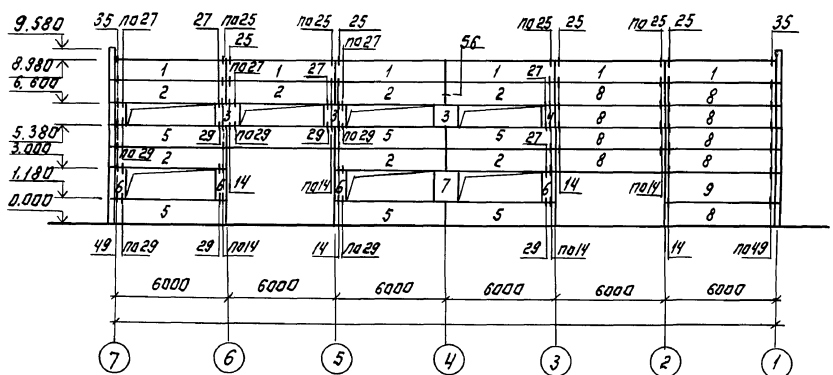 9.580 35 по27 27 по25 по25 25 по25 25 по25 25 35
25 по27 56
8.980 1 по27 1 27 1 1 27 1 1
6.600 2 2 2 2 8 8
3 3 3 4 8 8
5.380 5 29 по29 29 по29 5 5 27 8 8
3.000 по29 2 2 2 8 8
1.180 6 6 14 по14 6 7 6 14 по14 9
0.000 5 5 5 8
49 по29 29 по14 14 по29 29 по14 14 по49
6000 6000 6000 6000 6000 6000
7 6 5 4 3 2 1